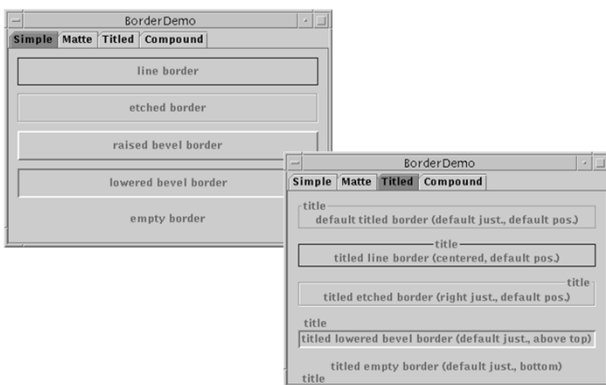 BorderDemo
Simple Matte Titled Compound
line border
etched border
raised bevel border
lowered bevel border
empty border
BorderDemo
Simple Matte Titled Compound
title
default titled border (default just., default pos.)
title
titled line border (centered, default pos.)
title
titled etched border (right just., default pos.)
title
titled lowered bevel border (default just., above top)
titled empty border (default just., bottom)
title